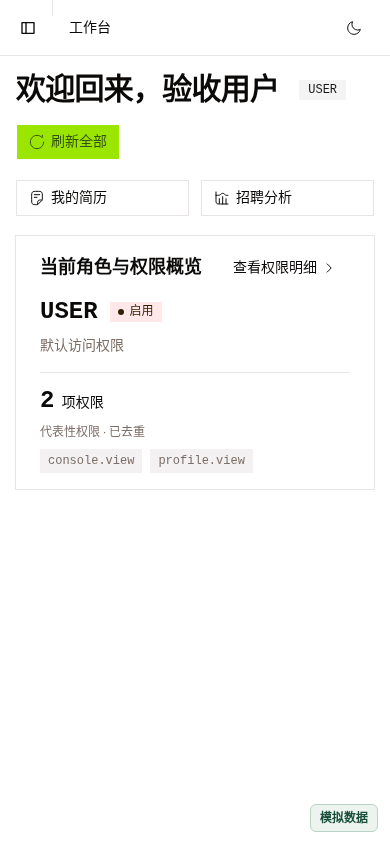 工作台
欢迎回来，验收用户 USER
刷新全部
我的简历 招聘分析
当前角色与权限概览 查看权限明细
USER 启用
默认访问权限
2 项权限
代表性权限 · 已去重
console.view profile.view
模拟数据